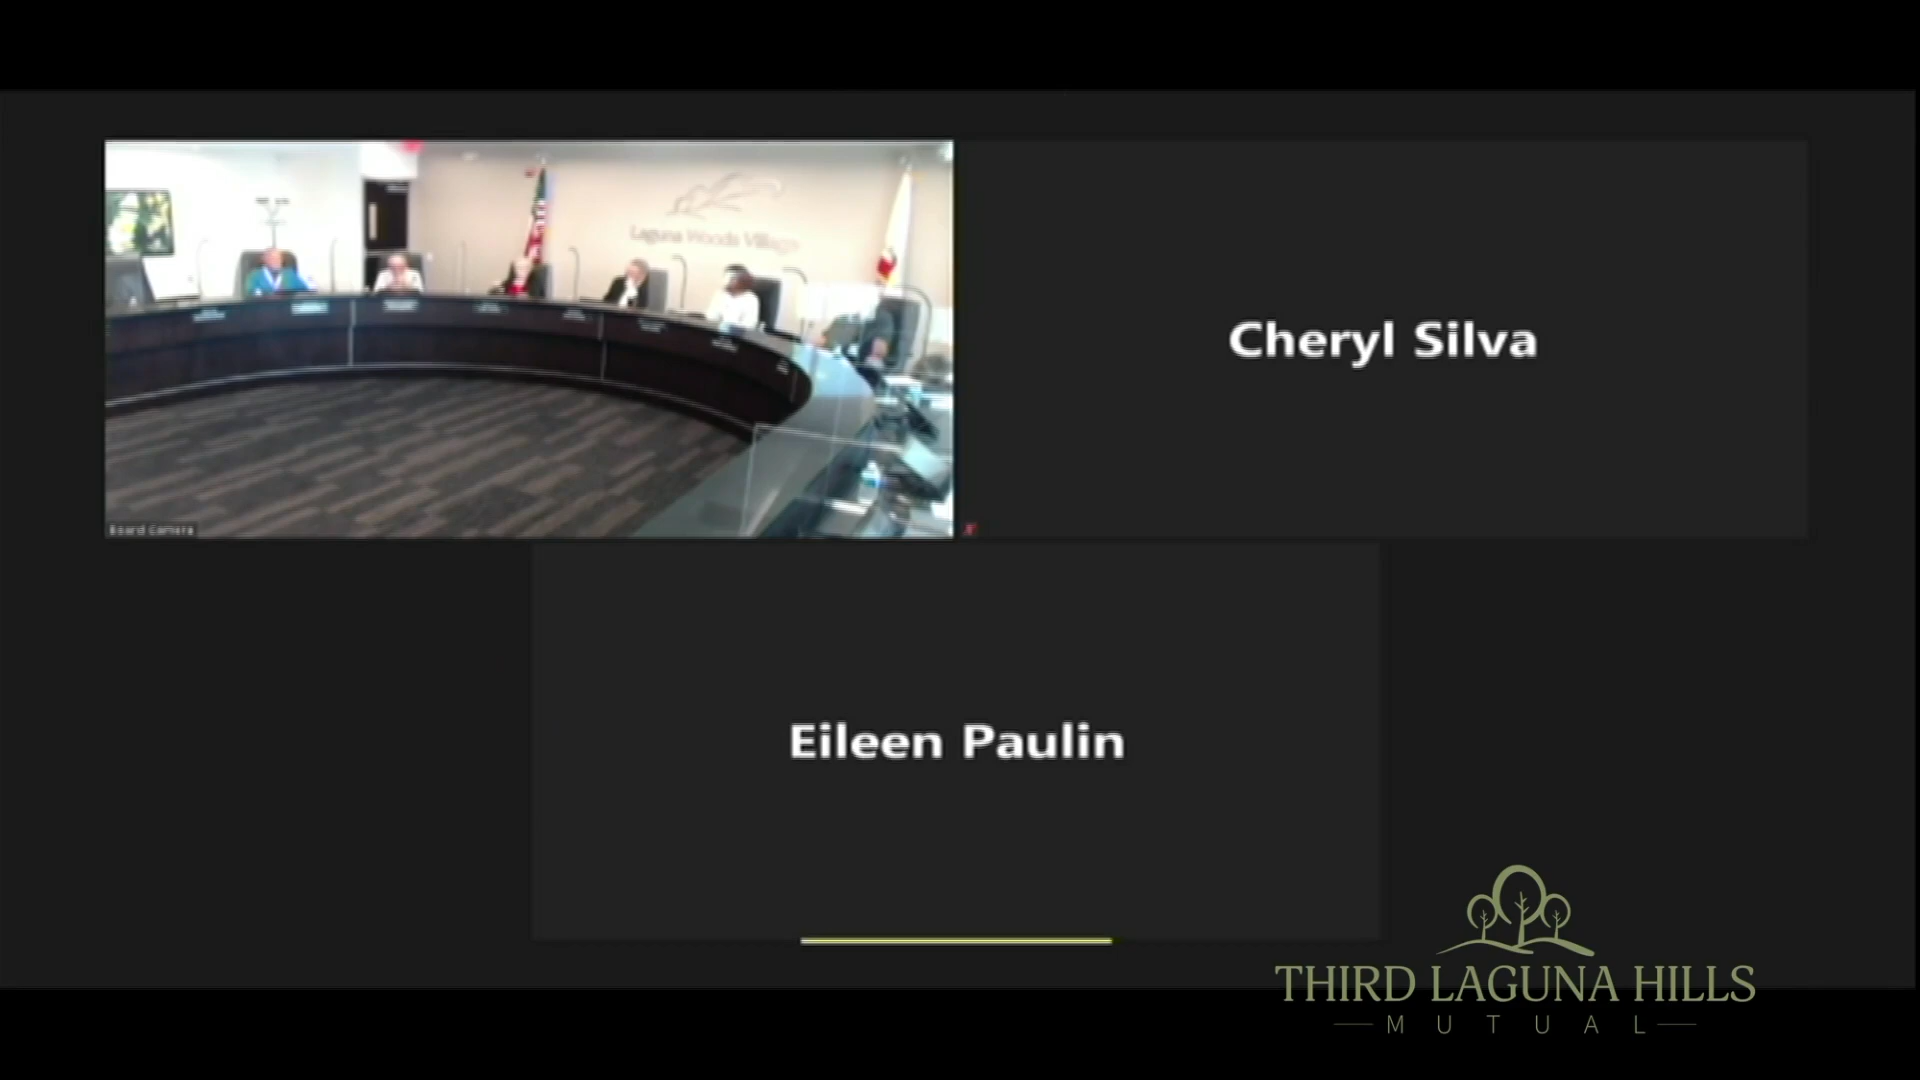 Laguna Woods Village
Board Camera
Cheryl Silva
Eileen Paulin
THIRD LAGUNA HILLS
MUTUAL